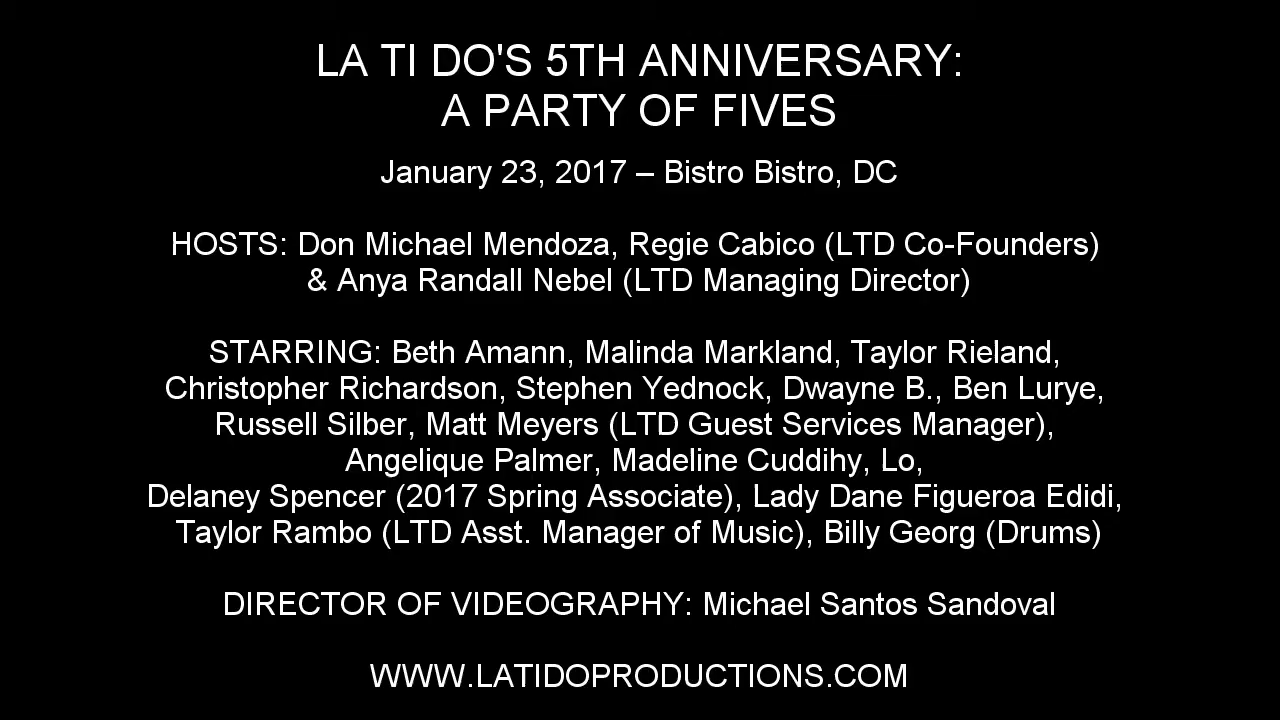 LA TI DO'S 5TH ANNIVERSARY:
A PARTY OF FIVES
January 23, 2017 – Bistro Bistro, DC
HOSTS: Don Michael Mendoza, Regie Cabico (LTD Co-Founders)
& Anya Randall Nebel (LTD Managing Director)
STARRING: Beth Amann, Malinda Markland, Taylor Rieland,
Christopher Richardson, Stephen Yednock, Dwayne B., Ben Lurye,
Russell Silber, Matt Meyers (LTD Guest Services Manager),
Angelique Palmer, Madeline Cuddihy, Lo,
Delaney Spencer (2017 Spring Associate), Lady Dane Figueroa Edidi,
Taylor Rambo (LTD Asst. Manager of Music), Billy Georg (Drums)
DIRECTOR OF VIDEOGRAPHY: Michael Santos Sandoval
WWW.LATIDOPRODUCTIONS.COM